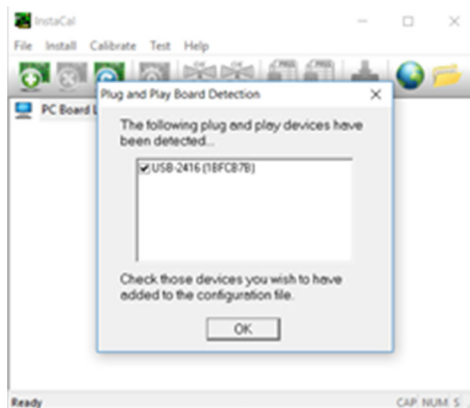 InstaCal
File Install Calibrate Test Help
Plug and Play Board Detection
PC Board L
The following plug and play devices have
been detected...
USB-2416 (1BFCB7B)
Check those devices you wish to have
added to the configuration file.
OK
Ready
CAP NUM S